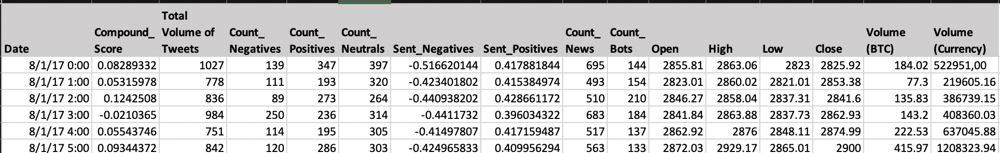 Date Compound_ Score Total Volume of Tweets Count_ Negatives Count_ Positives Count_ Neutrals Sent_Negatives Sent_Positives Count_ News Count_ Bots Open High Low Close Volume (BTC) Volume (Currency)
8/1/17 0:00 0.08289332 1027 139 347 397 -0.516620144 0.417881844 695 144 2855.81 2863.06 2823 2825.92 184.02 522951,00
8/1/17 1:00 0.05315978 778 111 193 320 -0.423401802 0.415384974 493 154 2823.01 2860.02 2821.01 2853.38 77.3 219605.16
8/1/17 2:00 0.1242508 836 89 273 264 -0.440938202 0.428661172 510 210 2846.27 2858.04 2837.31 2841.6 135.83 386739.15
8/1/17 3:00 -0.0210365 984 250 236 314 -0.4411732 0.396034322 683 184 2841.84 2863.88 2837.73 2862.93 143.2 408360.03
8/1/17 4:00 0.05543746 751 114 195 305 -0.41497807 0.417159487 517 137 2862.92 2876 2848.11 2874.99 222.53 637045.88
8/1/17 5:00 0.09344372 842 120 286 303 -0.424965833 0.409956294 563 133 2872.03 2929.17 2865.01 2900 415.97 1208323.94